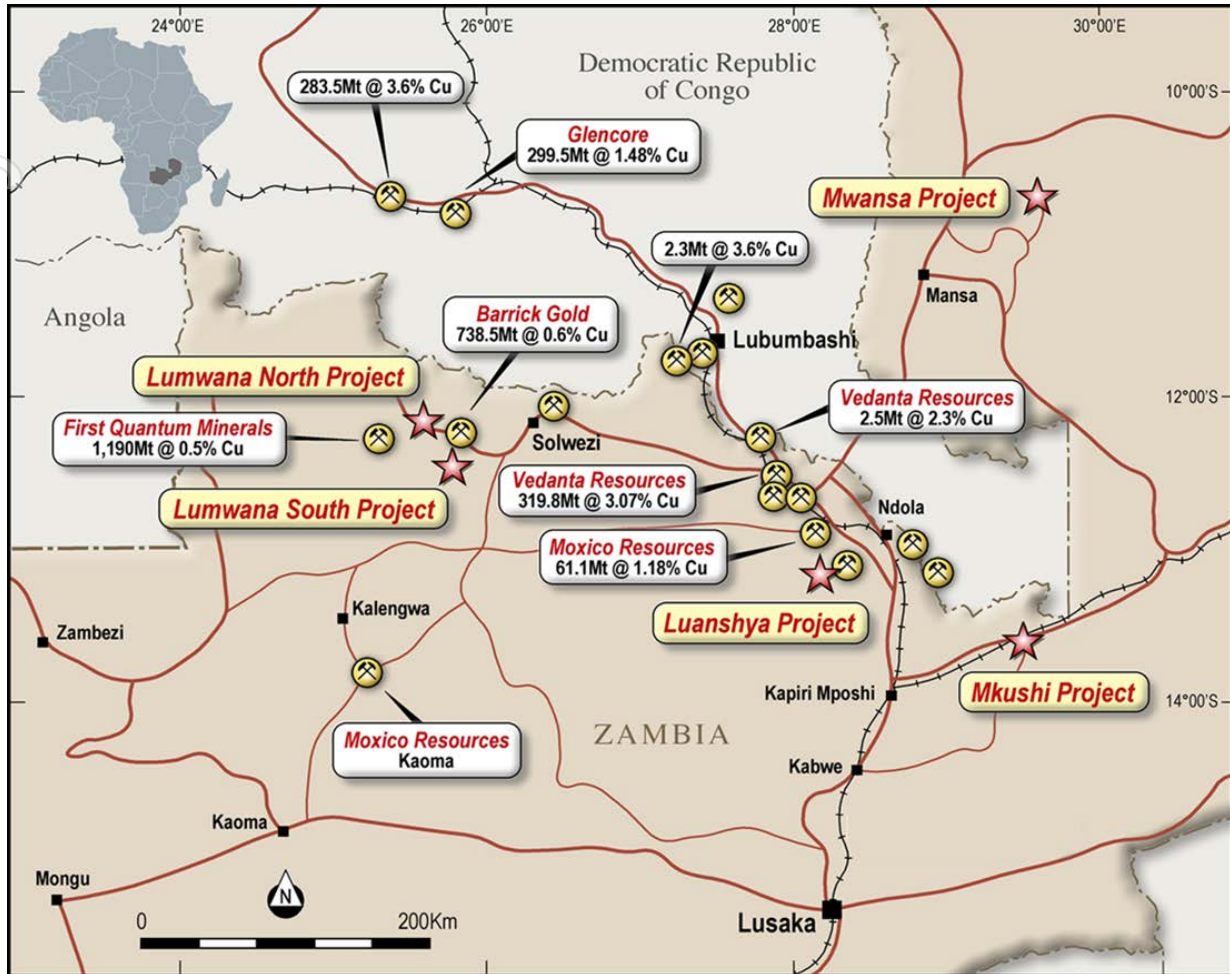 24°00'E
26°00'E
28°00'E
30°00'E
Democratic Republic
of Congo
10°00'S
283.5Mt @ 3.6% Cu
Glencore
299.5Mt @ 1.48% Cu
Mwansa Project
2.3Mt @ 3.6% Cu
Mansa
Angola
Barrick Gold
738.5Mt @ 0.6% Cu
Lubumbashi
Lumwana North Project
12°00'S
Vedanta Resources
2.5Mt @ 2.3% Cu
First Quantum Minerals
1,190Mt @ 0.5% Cu
Solwezi
Vedanta Resources
319.8Mt @ 3.07% Cu
Lumwana South Project
Ndola
Moxico Resources
61.1Mt @ 1.18% Cu
Kalengwa
Luanshya Project
Zambezi
Kapiri Mposhi
Mkushi Project
14°00'S
Moxico Resources
Kaoma
ZAMBIA
Kabwe
Kaoma
Mongu
N
0
200Km
Lusaka